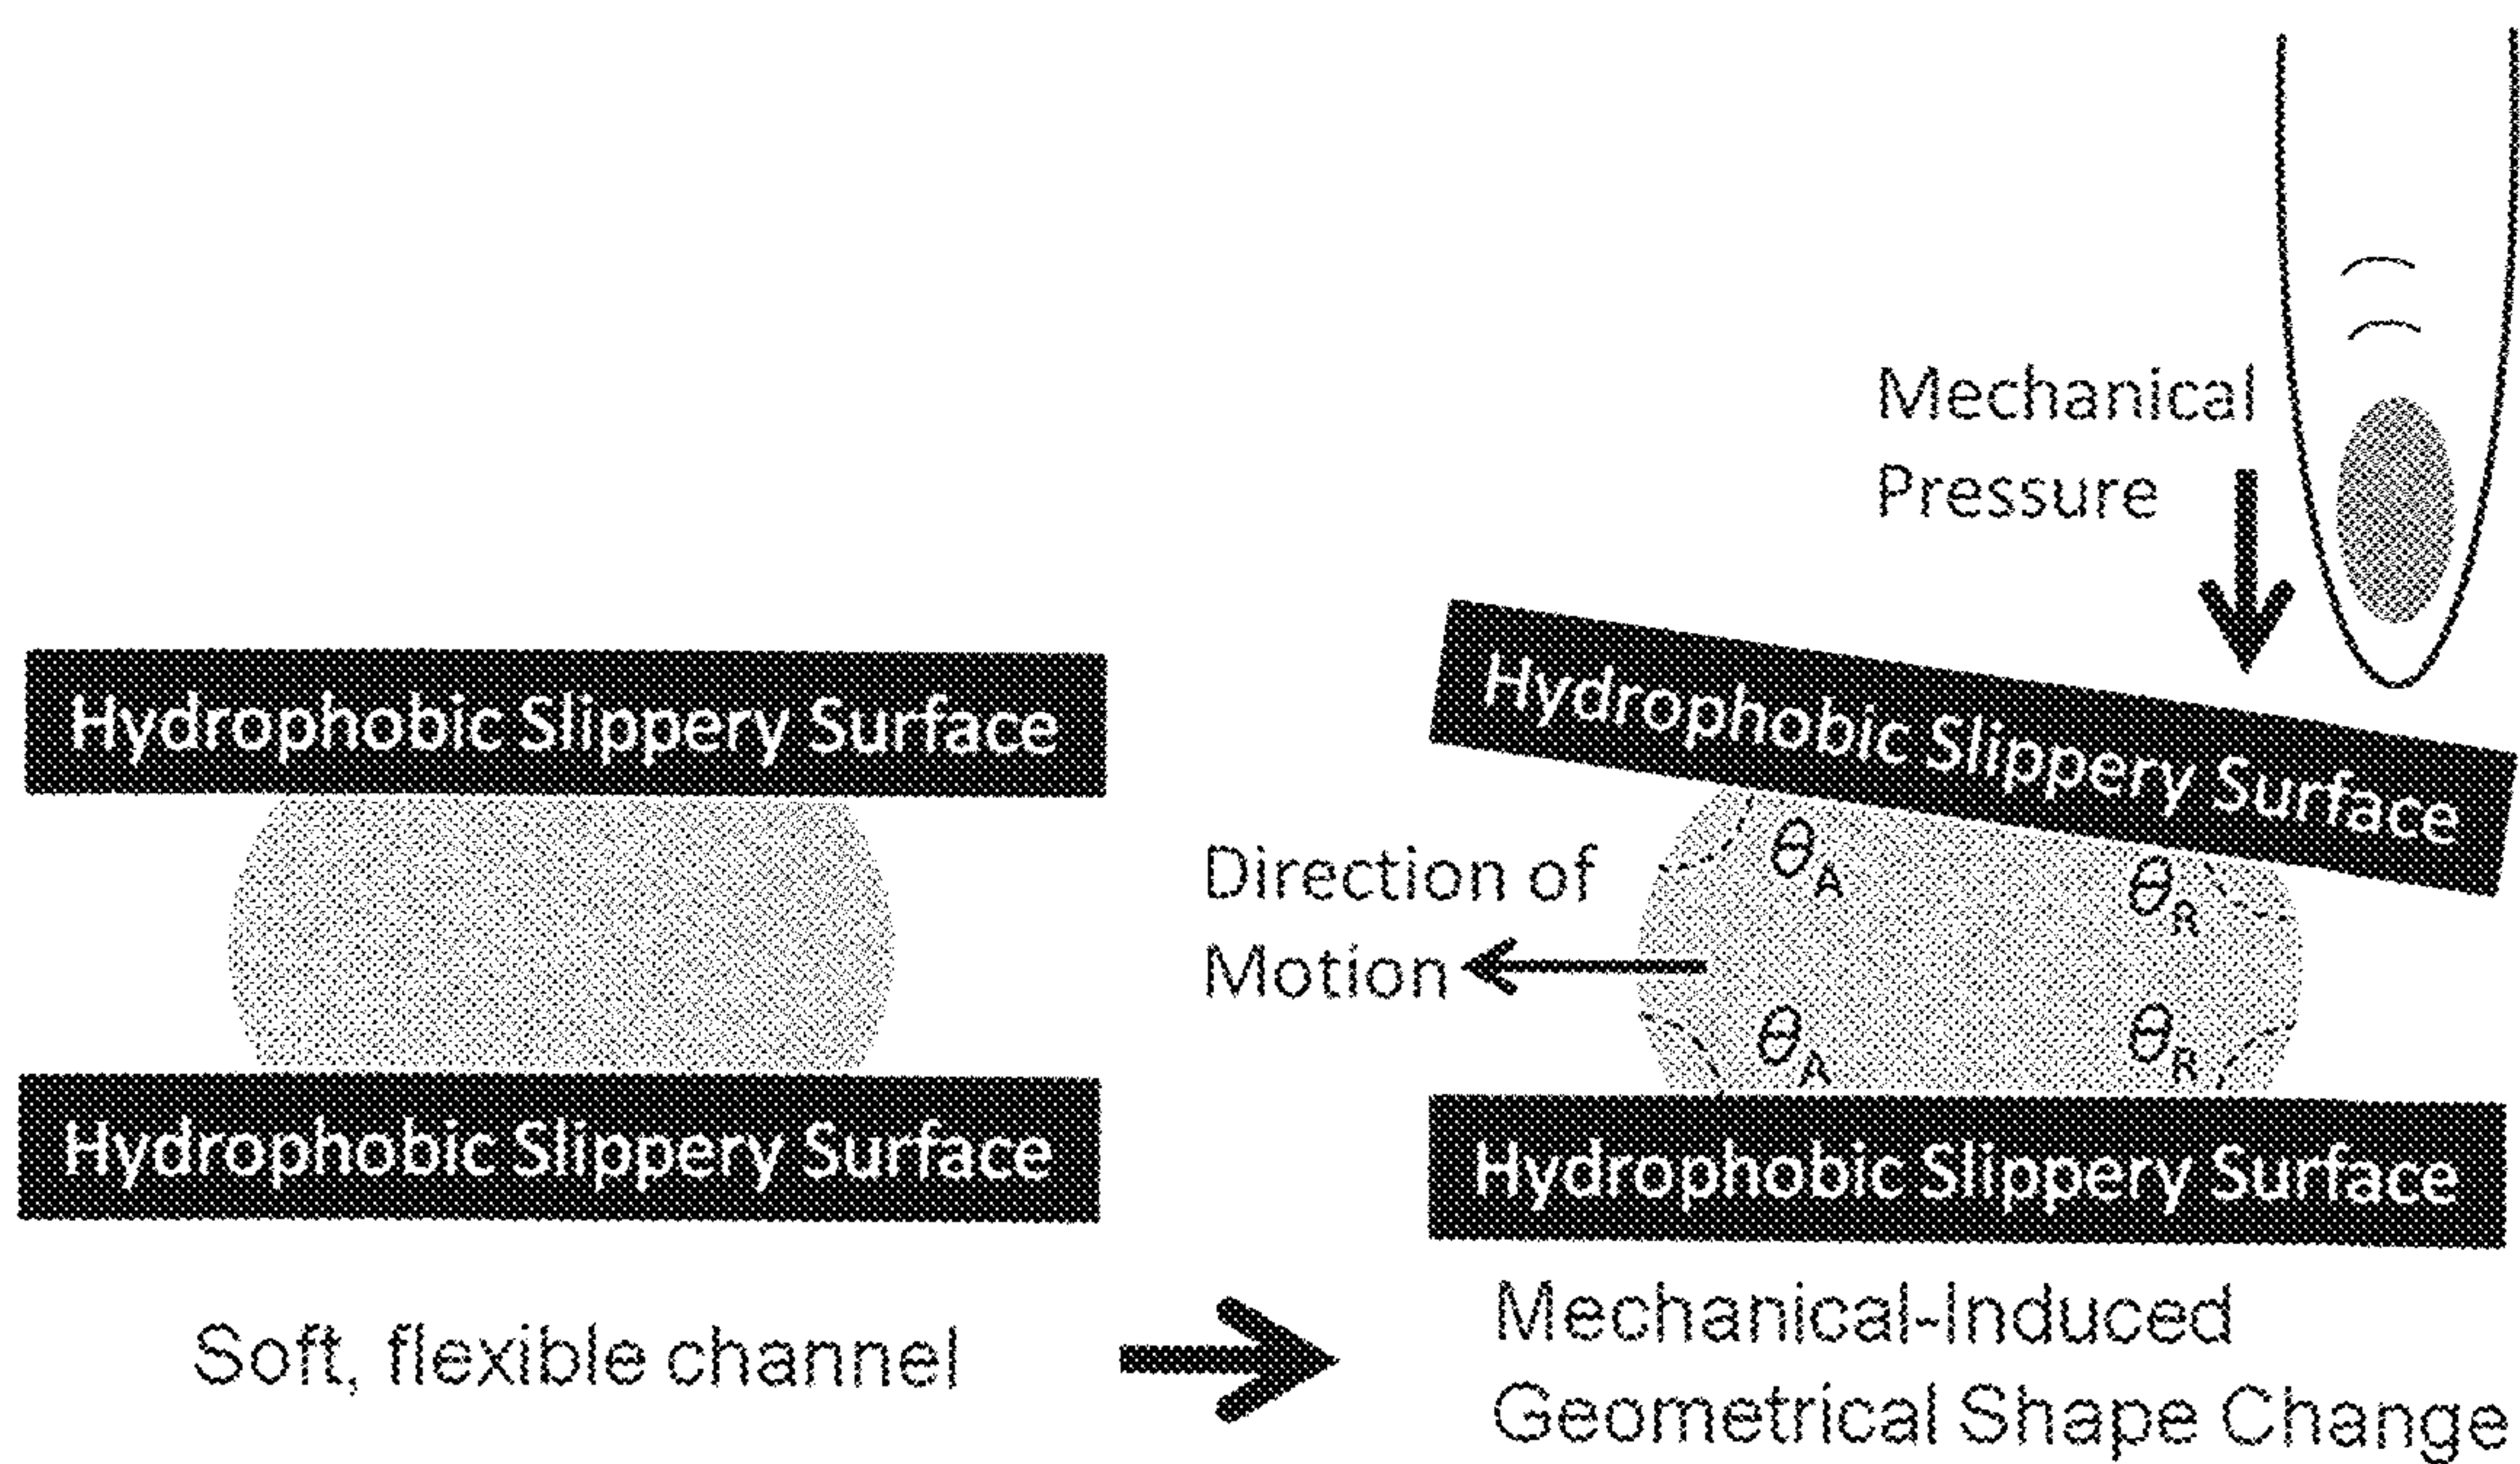 Hydrophobic Slippery Surface
Hydrophobic Slippery Surface
Soft, flexible channel
Mechanical
Pressure
Hydrophobic Slippery Surface
Direction of
Motion
θA
θR
θA
θR
Hydrophobic Slippery Surface
Mechanical-Induced
Geometrical Shape Change